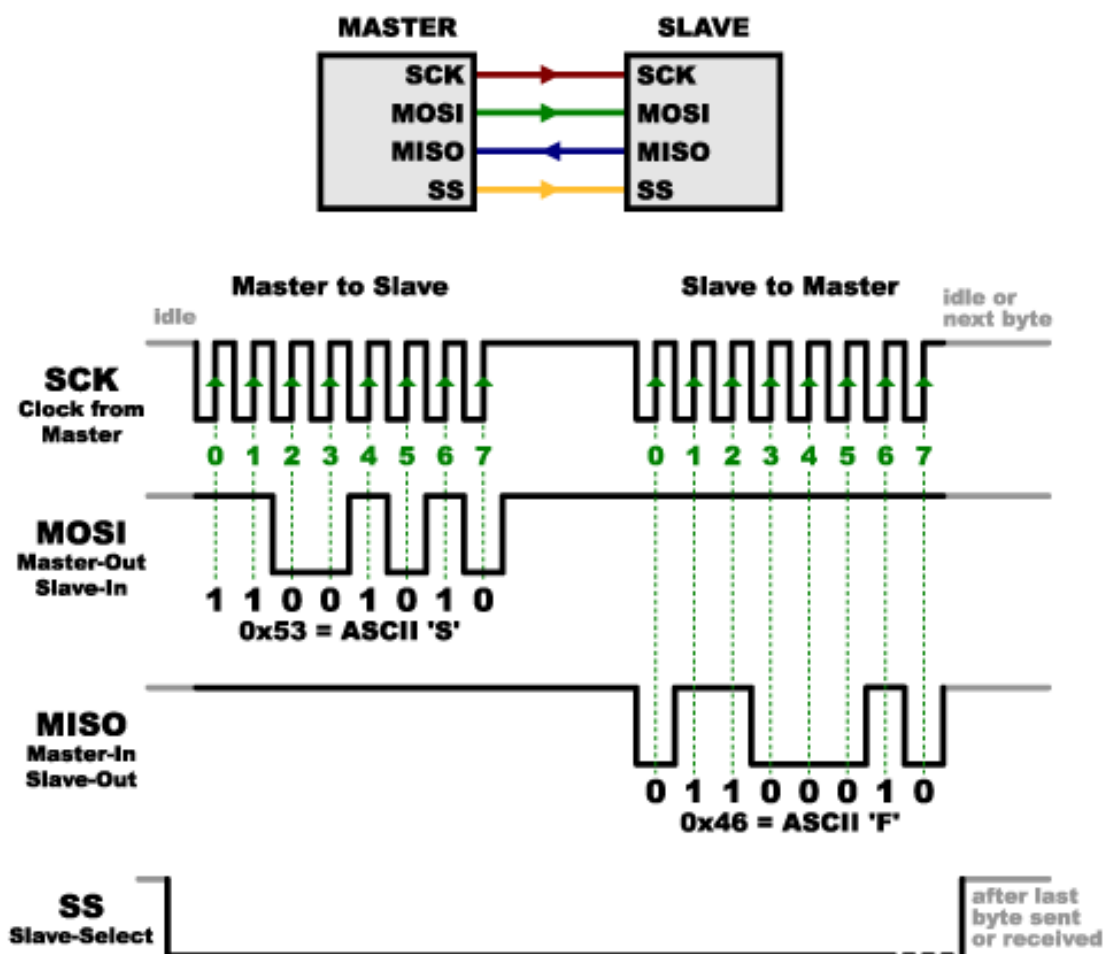 MASTER
SLAVE
SCK
SCK
MOSI
MOSI
MISO
MISO
SS
SS
Master to Slave
Slave to Master
idle
idle or
next byte
SCK
Clock from
Master
0 1 2 3 4 5 6 7
0 1 2 3 4 5 6 7
MOSI
Master-Out
Slave-In
1 1 0 0 1 0 1 0
0x53 = ASCII 'S'
MISO
Master-In
Slave-Out
0 1 1 0 0 0 1 0
0x46 = ASCII 'F'
SS
Slave-Select
after last
byte sent
or received